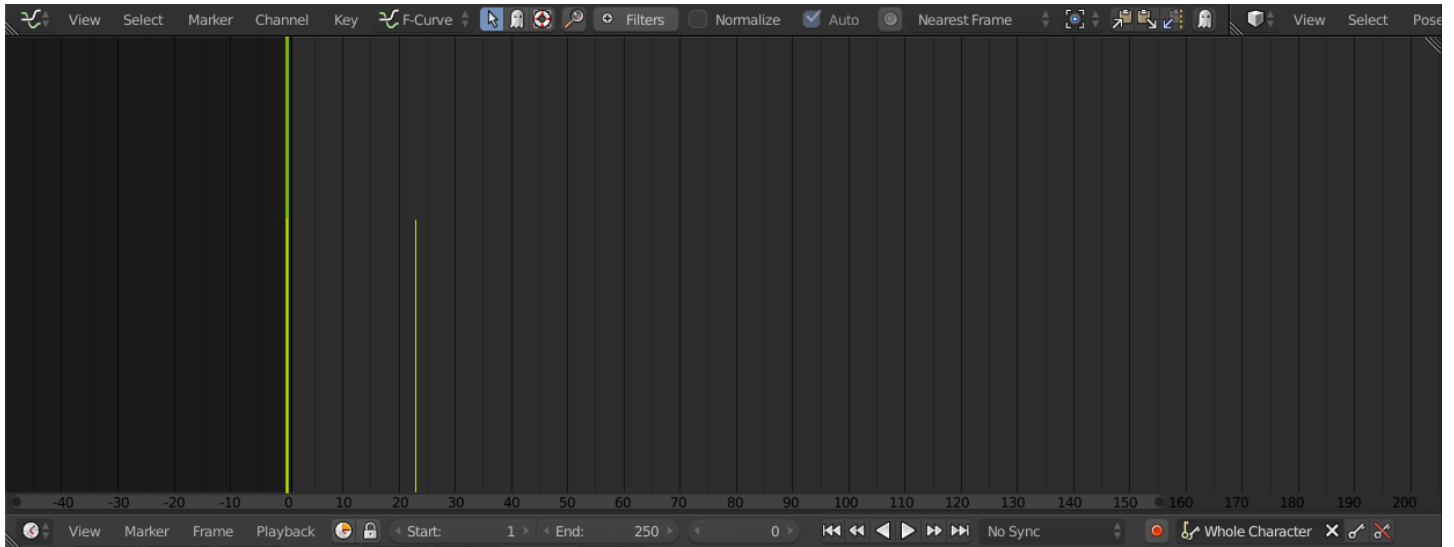 View Select Marker Channel Key F-Curve Filters Normalize Auto Nearest Frame View Select Pose
-40 -30 -20 -10 0 10 20 30 40 50 60 70 80 90 100 110 120 130 140 150 160 170 180 190 200
View Marker Frame Playback Start: 1 End: 250 0 No Sync Whole Character